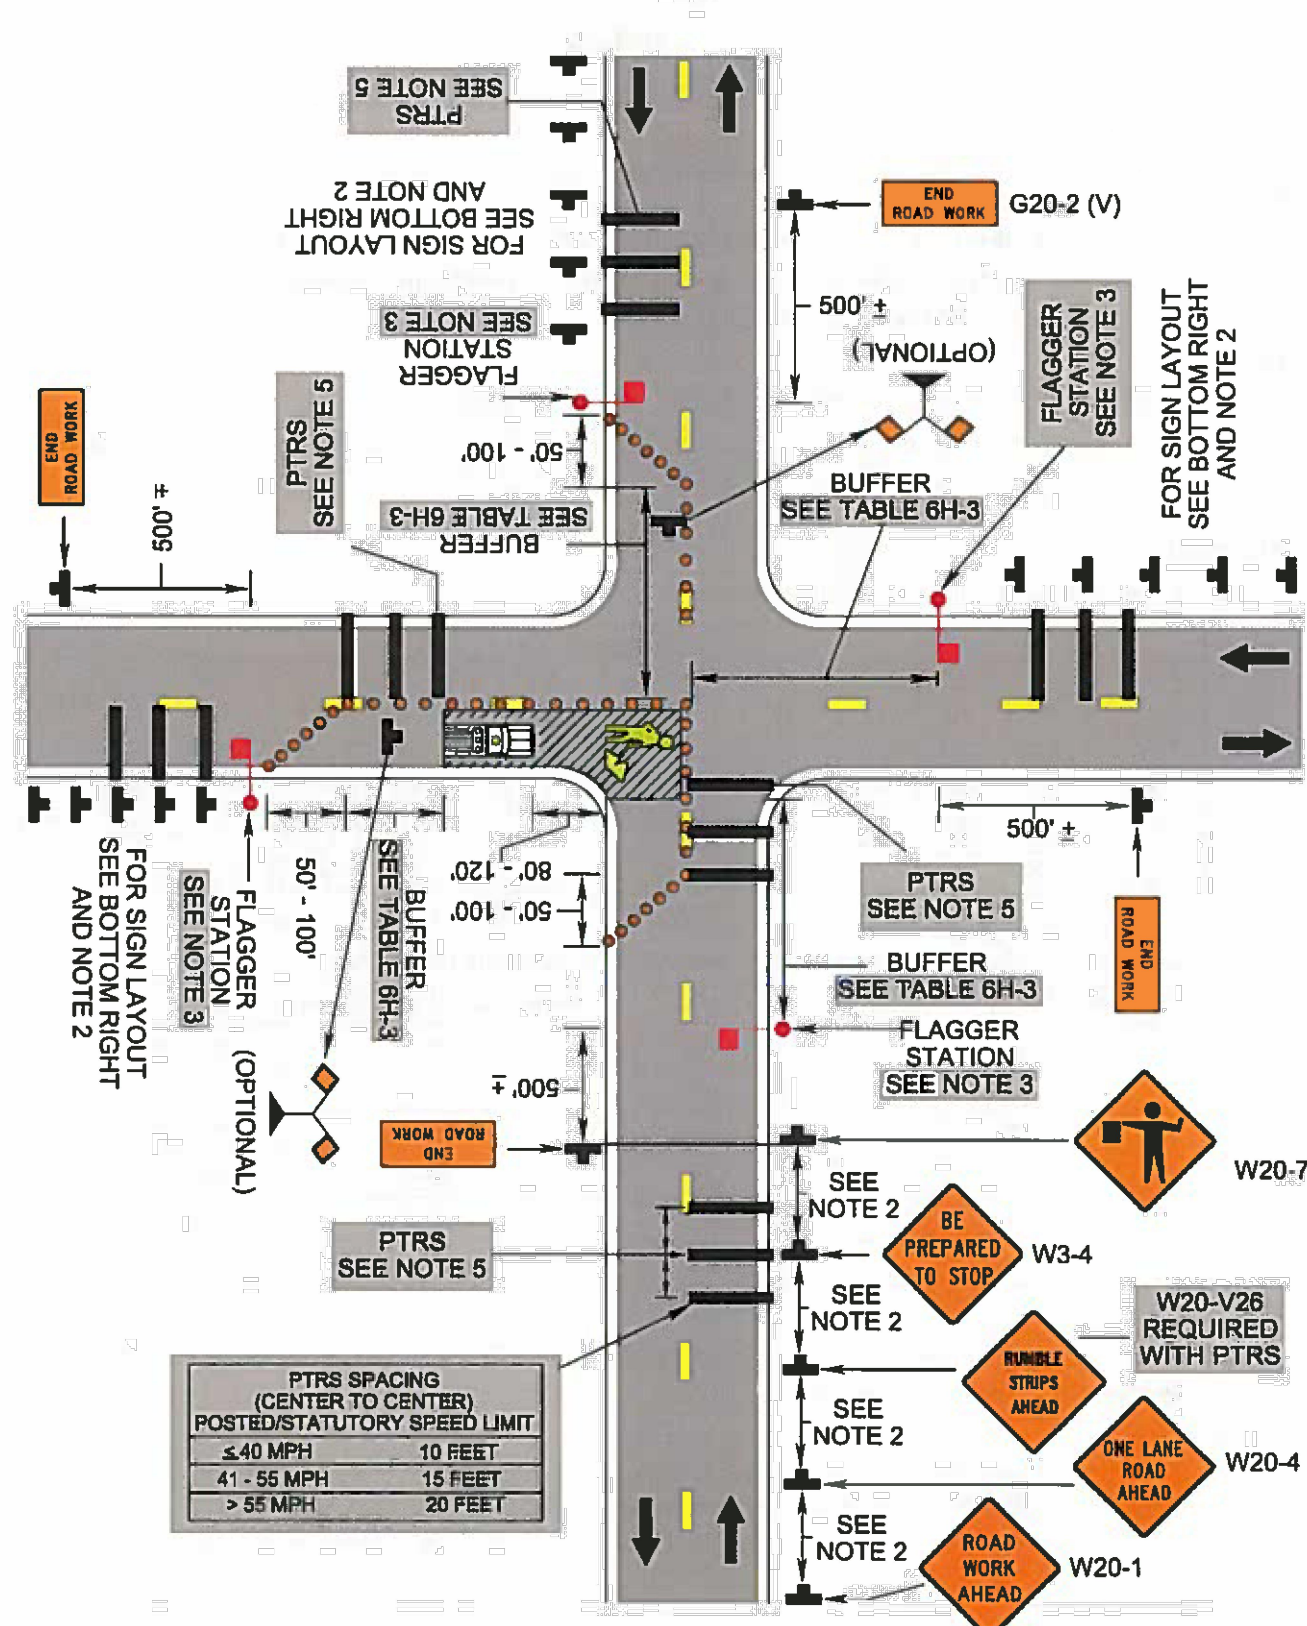 PTRS
SEE NOTE 5
FOR SIGN LAYOUT
SEE BOTTOM RIGHT
AND NOTE 2
FLAGGER
STATION
SEE NOTE 3
50' - 100'
BUFFER
SEE TABLE 6H-3
END
ROAD WORK
G20-2 (V)
500' ±
(OPTIONAL)
FLAGGER
STATION
SEE NOTE 3
FOR SIGN LAYOUT
SEE BOTTOM RIGHT
AND NOTE 2
BUFFER
SEE TABLE 6H-3
END
ROAD WORK
500' ±
PTRS
SEE NOTE 5
FOR SIGN LAYOUT
SEE BOTTOM RIGHT
AND NOTE 2
FLAGGER
STATION
SEE NOTE 3
50' - 100'
BUFFER
SEE TABLE 6H-3
(OPTIONAL)
80' - 120'
50' - 100'
500' ±
END
ROAD WORK
500' ±
END
ROAD WORK
PTRS
SEE NOTE 5
BUFFER
SEE TABLE 6H-3
FLAGGER
STATION
SEE NOTE 3
W20-7
SEE
NOTE 2
BE
PREPARED
TO STOP
W3-4
SEE
NOTE 2
RUMBLE
STRIPS
AHEAD
W20-V26
REQUIRED
WITH PTRS
SEE
NOTE 2
ONE LANE
ROAD
AHEAD
W20-4
SEE
NOTE 2
ROAD
WORK
AHEAD
W20-1
PTRS
SEE NOTE 5
PTRS SPACING
(CENTER TO CENTER)
POSTED/STATUTORY SPEED LIMIT
≤40 MPH 10 FEET
41 - 55 MPH 15 FEET
> 55 MPH 20 FEET